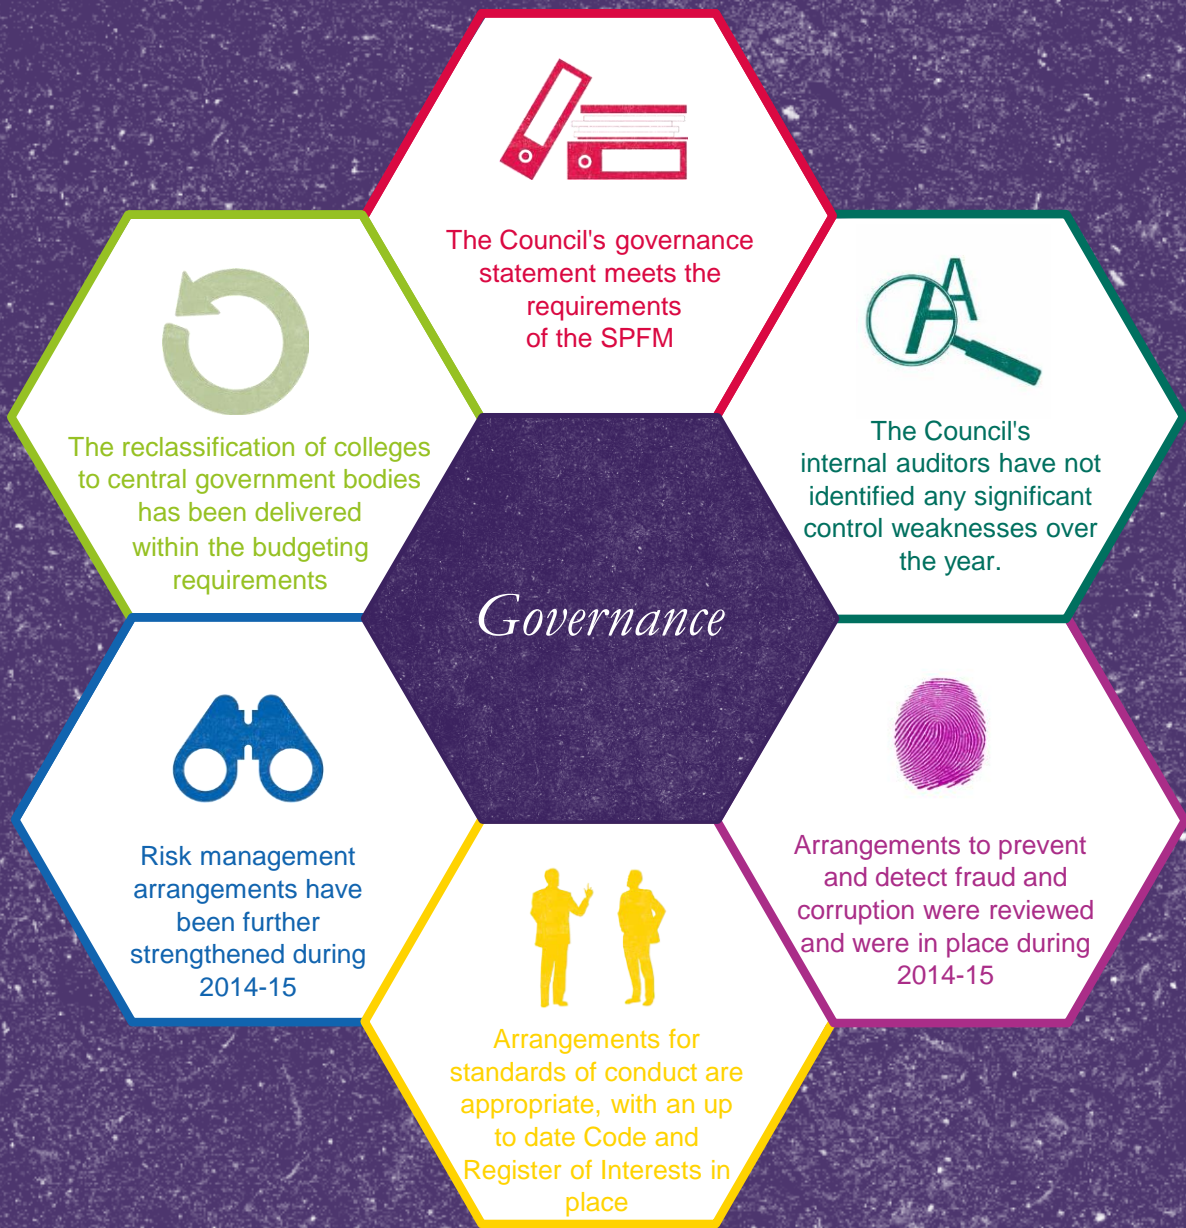 The Council's governance
statement meets the
requirements
of the SPFM
The reclassification of colleges
to central government bodies
has been delivered
within the budgeting
requirements
The Council's
internal auditors have not
identified any significant
control weaknesses over
the year.
Governance
Risk management
arrangements have
been further
strengthened during
2014-15
Arrangements to prevent
and detect fraud and
corruption were reviewed
and were in place during
2014-15
Arrangements for
standards of conduct are
appropriate, with an up
to date Code and
Register of Interests in
place